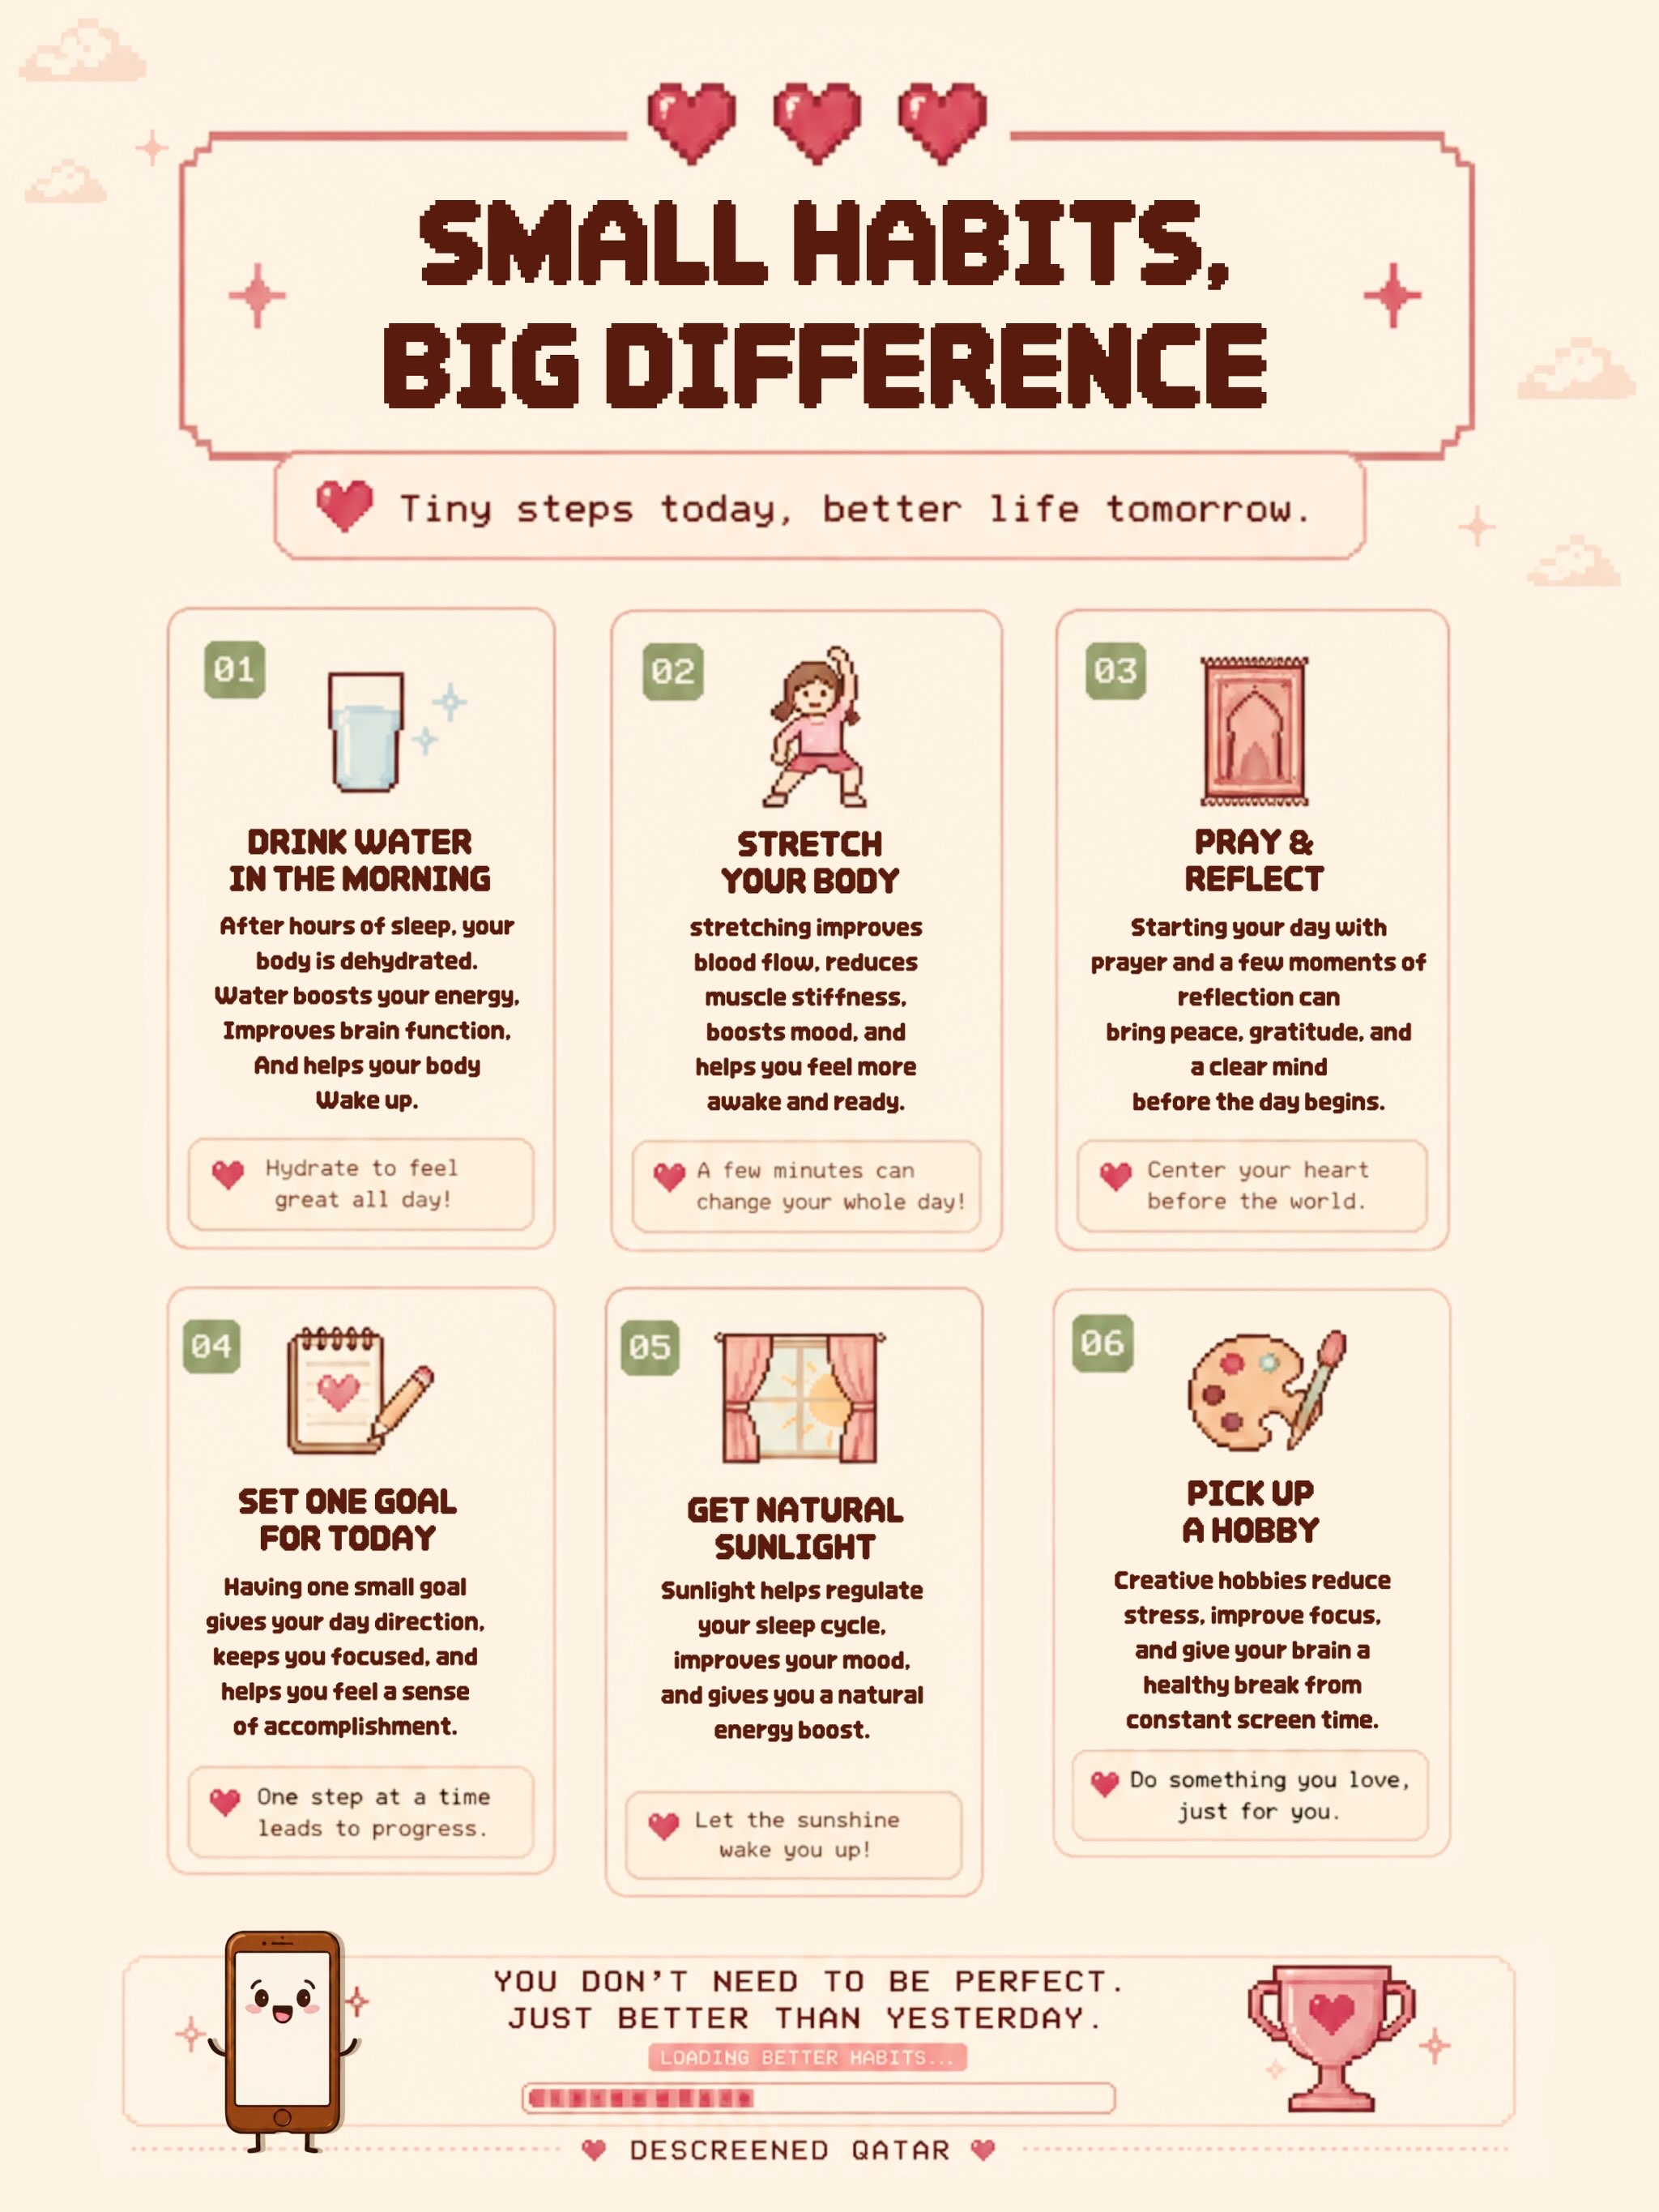 SMALL HABITS,
BIG DIFFERENCE
Tiny steps today, better life tomorrow.
01
DRINK WATER
IN THE MORNING
After hours of sleep, your
body is dehydrated.
Water boosts your energy,
Improves brain function,
And helps your body
Wake up.
Hydrate to feel
great all day!
02
STRETCH
YOUR BODY
stretching improves
blood flow, reduces
muscle stiffness,
boosts mood, and
helps you feel more
awake and ready.
A few minutes can
change your whole day!
03
PRAY &
REFLECT
Starting your day with
prayer and a few moments of
reflection can
bring peace, gratitude, and
a clear mind
before the day begins.
Center your heart
before the world.
04
SET ONE GOAL
FOR TODAY
Having one small goal
gives your day direction,
keeps you focused, and
helps you feel a sense
of accomplishment.
One step at a time
leads to progress.
05
GET NATURAL
SUNLIGHT
Sunlight helps regulate
your sleep cycle,
improves your mood,
and gives you a natural
energy boost.
Let the sunshine
wake you up!
06
PICK UP
A HOBBY
Creative hobbies reduce
stress, improve focus,
and give your brain a
healthy break from
constant screen time.
Do something you love,
just for you.
YOU DON'T NEED TO BE PERFECT.
JUST BETTER THAN YESTERDAY.
LOADING BETTER HABITS...
DESCREENED QATAR